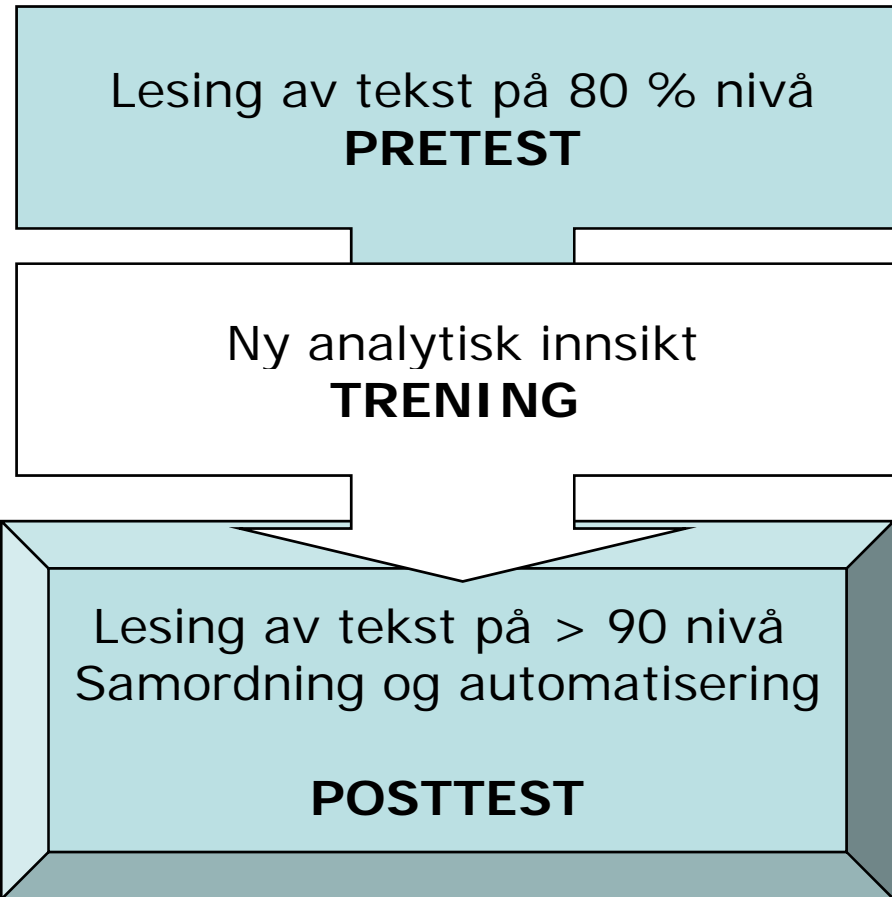 Lesing av tekst på 80 % nivå
PRETEST
Ny analytisk innsikt
TRENING
Lesing av tekst på > 90 nivå
Samordning og automatisering
POSTTEST